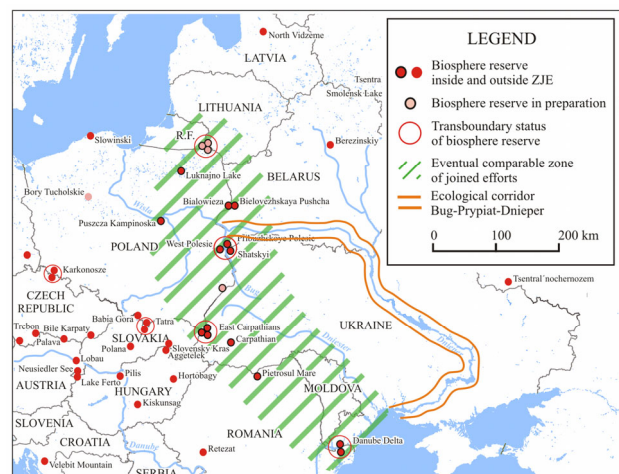 North Vidzeme
LATVIA
Tsentra
Smolensk Lake
LITHUANIA
R.F.
Slowinski
Berezinskiy
Luknajno Lake
BELARUS
Bory Tucholskie
Bialowieza
Bielovezhskaya Pushcha
Wisla
Puszcza Kampinoska
POLAND
West Polesie
Pribuzhskoye Polesie
Shatskyi
Karkonosze
CZECH
REPUBLIC
Tsentral'nochernozem
Babia Gora
Tatra
East Carpathians
UKRAINE
Trebon
Bile Karpaty
Palava
SLOVAKIA
Polana
Slovensky Kras
Aggetelek
Carpathian
Dniester
Lobau
Neusiedler See
Pilis
Hortobagy
Pietrosul Mare
MOLDOVA
AUSTRIA
Lake Ferto
HUNGARY
Kiskunsag
SLOVENIA
ROMANIA
CROATIA
Danube
Retezat
Danube Delta
Velebit Mountain
SERBIA
LEGEND
Biosphere reserve
inside and outside ZJE
Biosphere reserve in preparation
Transboundary status
of biosphere reserve
Eventual comparable zone
of joined efforts
Ecological corridor
Bug-Prypiat-Dnieper
0 100 200 km